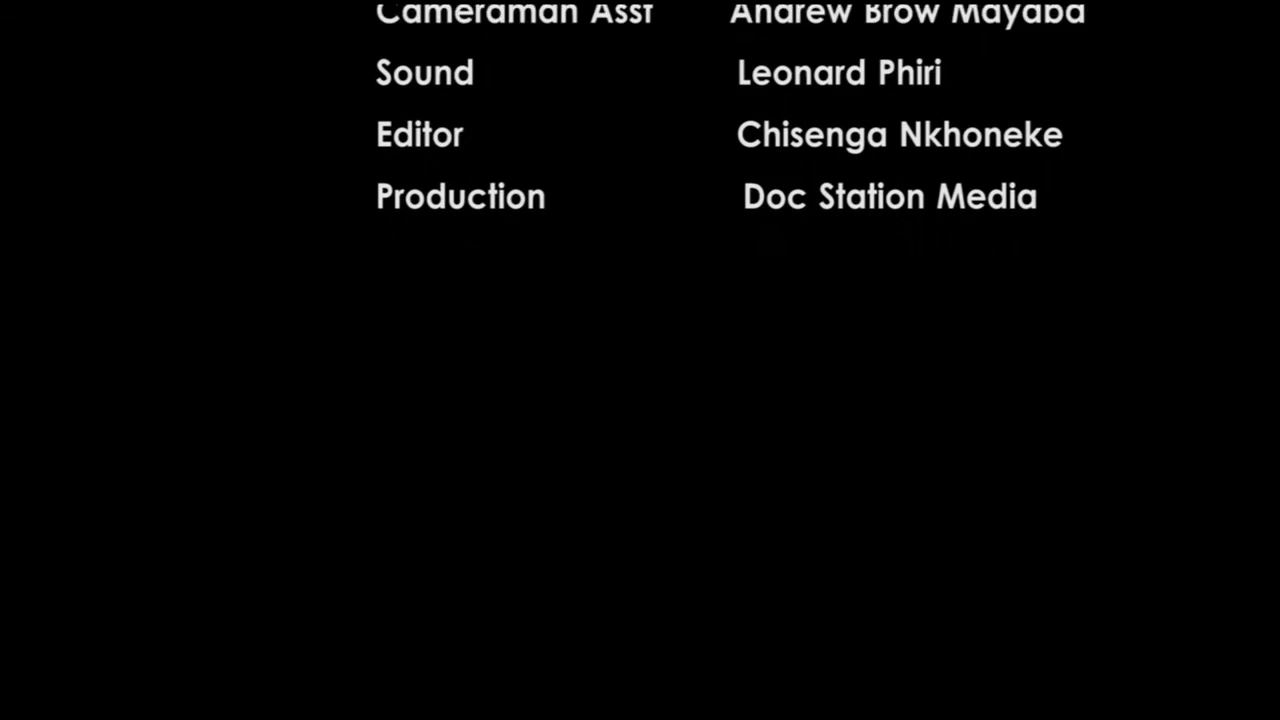 Cameraman Asst Andrew Brow Mayaba
Sound Leonard Phiri
Editor Chisenga Nkhoneke
Production Doc Station Media